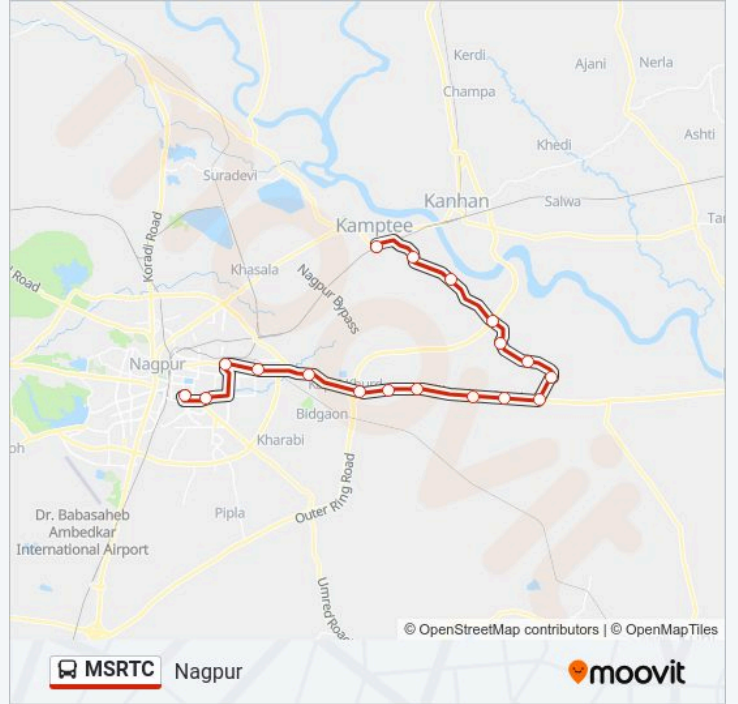 Kerdi
Ajani
Nerla
Champa
Ashti
Khedi
Suradevi
Kanhan
Salwa
Kamptee
Koradi Road
Khasala
Road
Nagpur Bypass
Nagpur
Bidgaon
Kharabi
Outer Ring Road
Pipla
Dr. Babasaheb
Ambedkar
International Airport
Umred Road
© OpenStreetMap contributors | © OpenMapTiles
MSRTC Nagpur
moovit